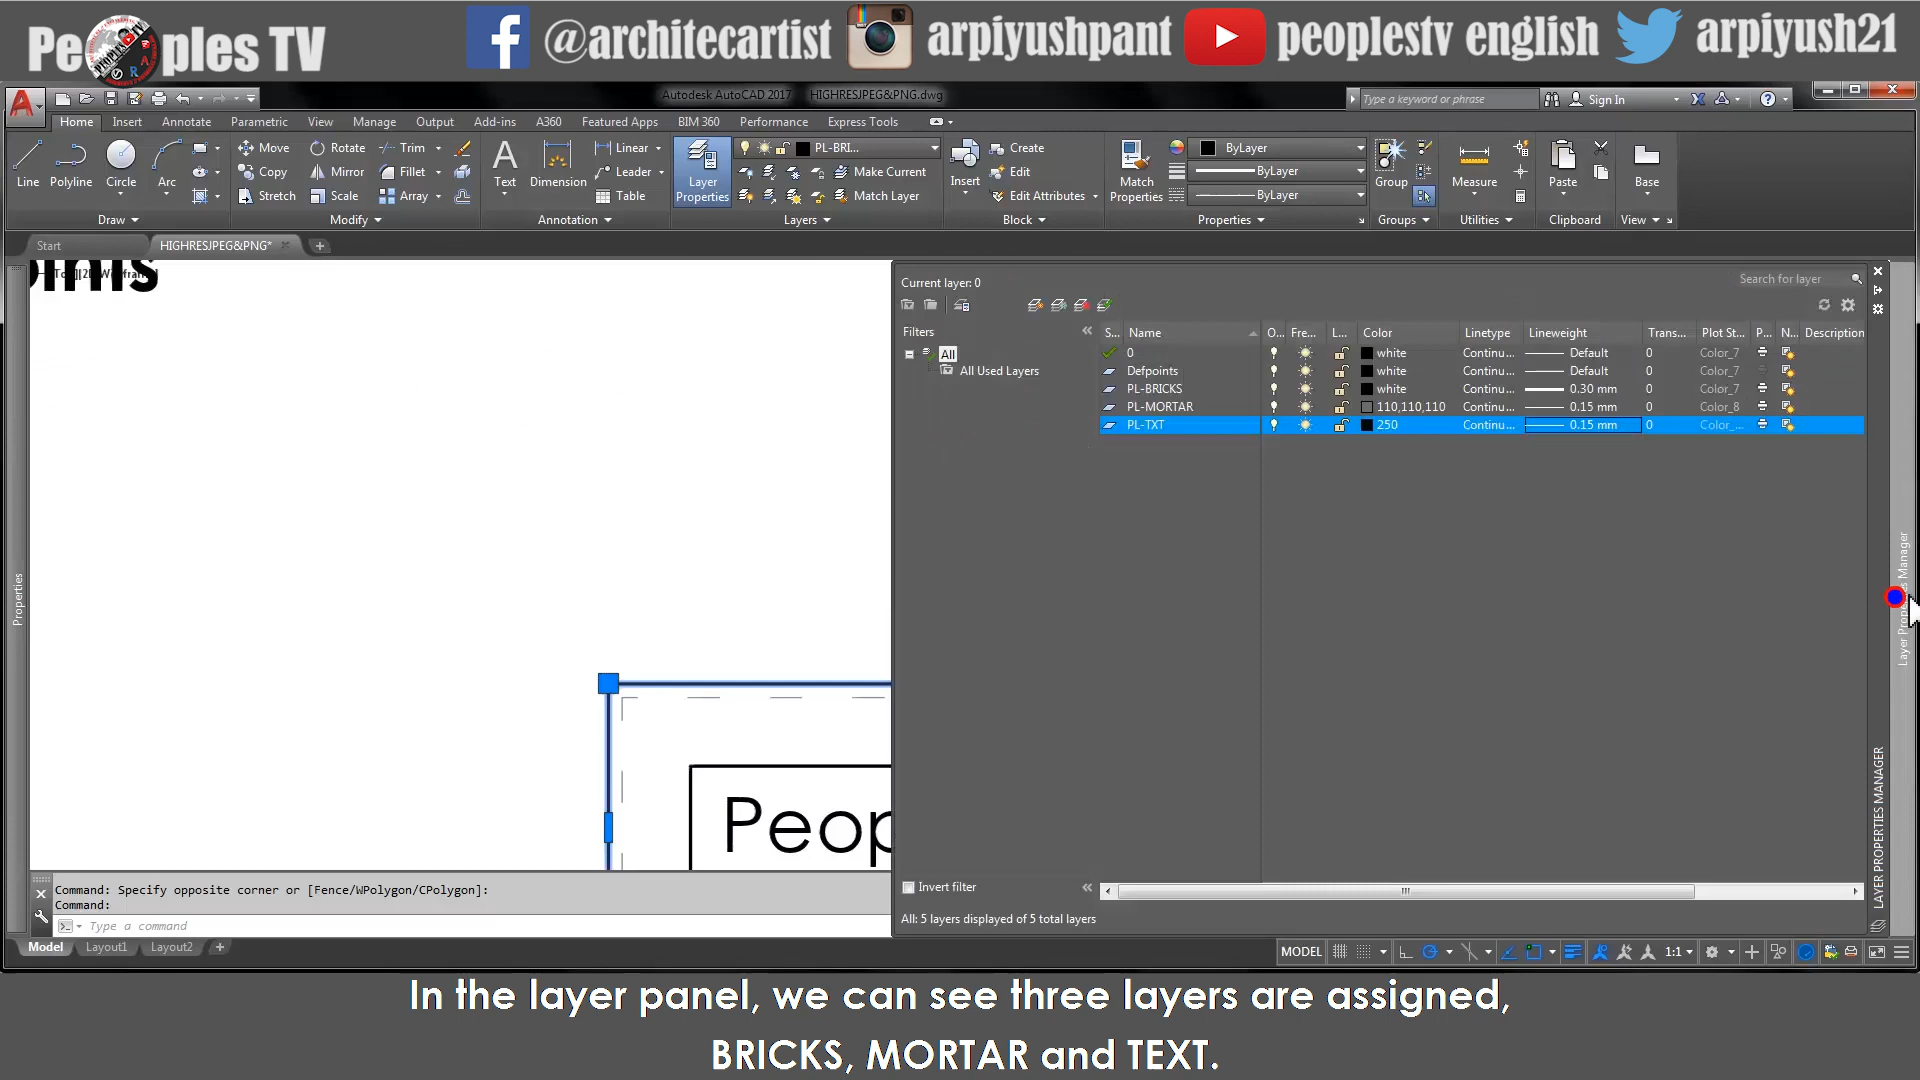 Peoples TV
@architecartist
arpiyushpant
peoplestv english
arpiyush21
Autodesk AutoCAD 2017 HIGHRESJPEG&PNG.dwg
Type a keyword or phrase
Sign In
Home Insert Annotate Parametric View Manage Output Add-ins A360 Featured Apps BIM 360 Performance Express Tools
Line Polyline Circle Arc
Draw
Move Rotate Trim
Copy Mirror Fillet
Stretch Scale Array
Modify
Text Dimension
Linear
Leader
Table
Annotation
Layer Properties
PL-BRI...
Make Current
Match Layer
Layers
Insert
Create
Edit
Edit Attributes
Block
Match Properties
ByLayer
ByLayer
ByLayer
Properties
Group
Groups
Measure
Utilities
Paste
Clipboard
Base
View
Start HIGHRESJPEG&PNG*
Current layer: 0
Search for layer
Filters
All
All Used Layers
S... Name O... Fre... L... Color Linetype Lineweight Trans... Plot St... P... N... Description
0 white Continu... Default 0 Color_7
Defpoints white Continu... Default 0 Color_7
PL-BRICKS white Continu... 0.30 mm 0 Color_7
PL-MORTAR 110,110,110 Continu... 0.15 mm 0 Color_8
PL-TXT 250 Continu... 0.15 mm 0 Color_...
Properties
Peop
Layer Properties Manager
LAYER PROPERTIES MANAGER
Invert filter
All: 5 layers displayed of 5 total layers
Command: Specify opposite corner or [Fence/WPolygon/CPolygon]:
Command:
Type a command
Model Layout1 Layout2
MODEL
1:1
In the layer panel, we can see three layers are assigned,
BRICKS, MORTAR and TEXT.